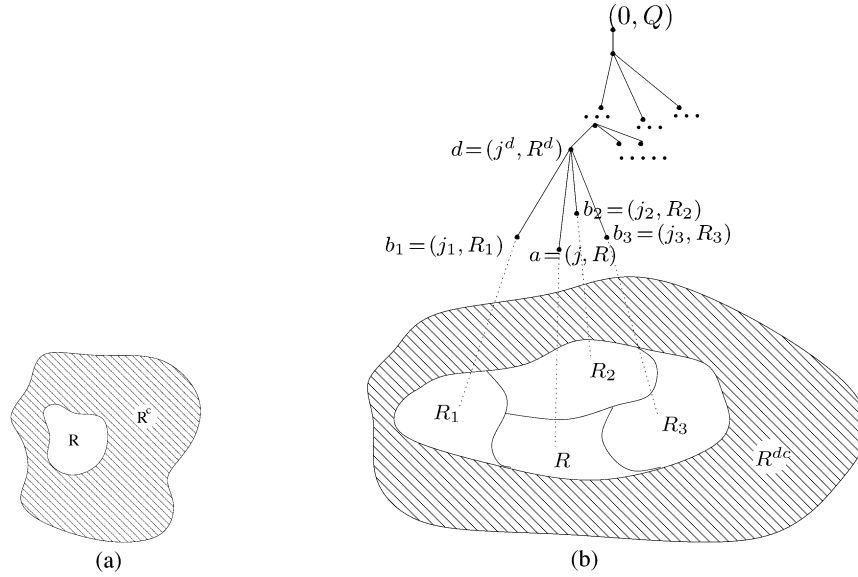 (0, Q)
d=(j^d, R^d)
b_2=(j_2, R_2)
b_3=(j_3, R_3)
b_1=(j_1, R_1)
a=(j, R)
R_2
R_1
R_3
R^c
R
R
R^{dc}
(a)
(b)